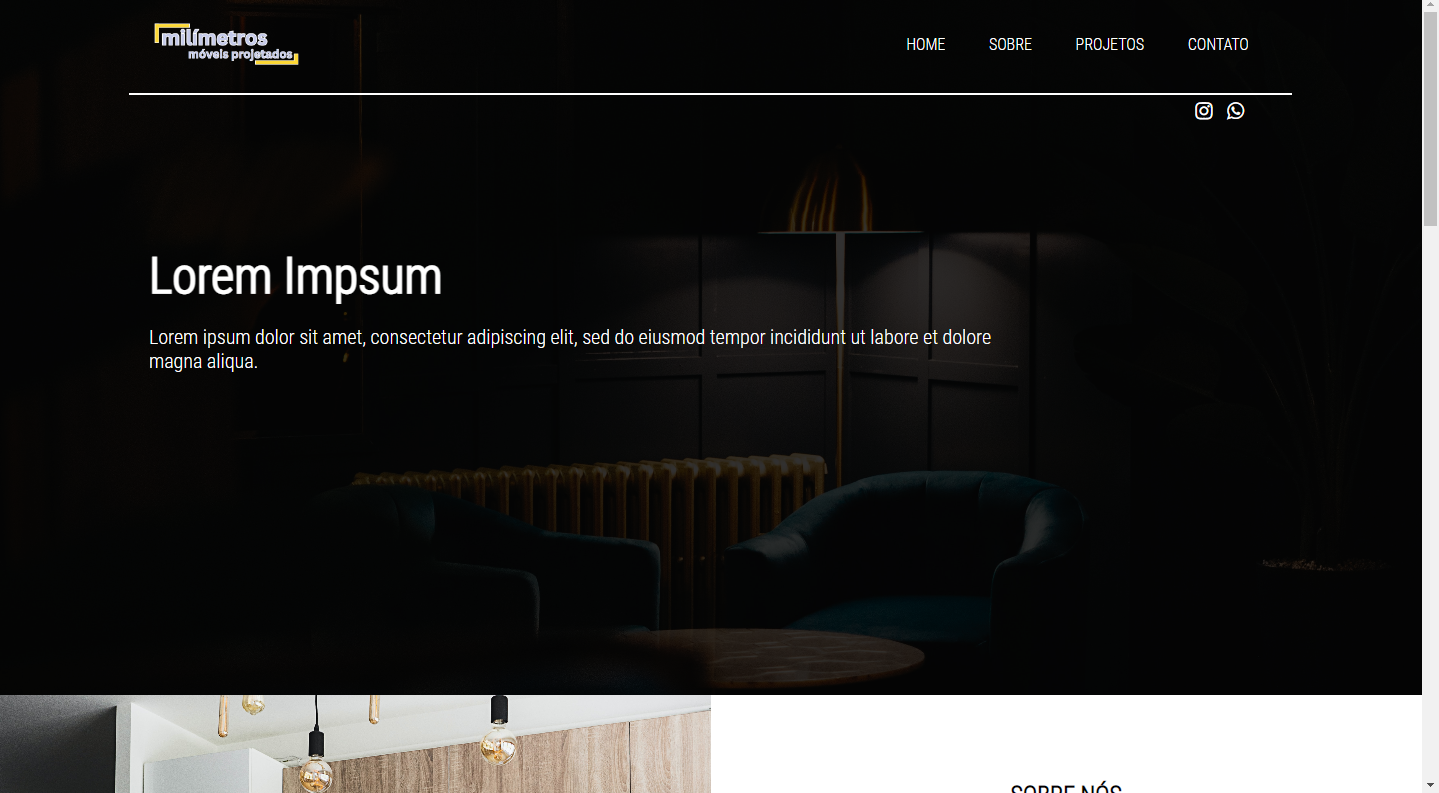 milímetros
móveis projetados
HOME SOBRE PROJETOS CONTATO
Lorem Impsum
Lorem ipsum dolor sit amet, consectetur adipiscing elit, sed do eiusmod tempor incididunt ut labore et dolore
magna aliqua.
SOBRE NÓS